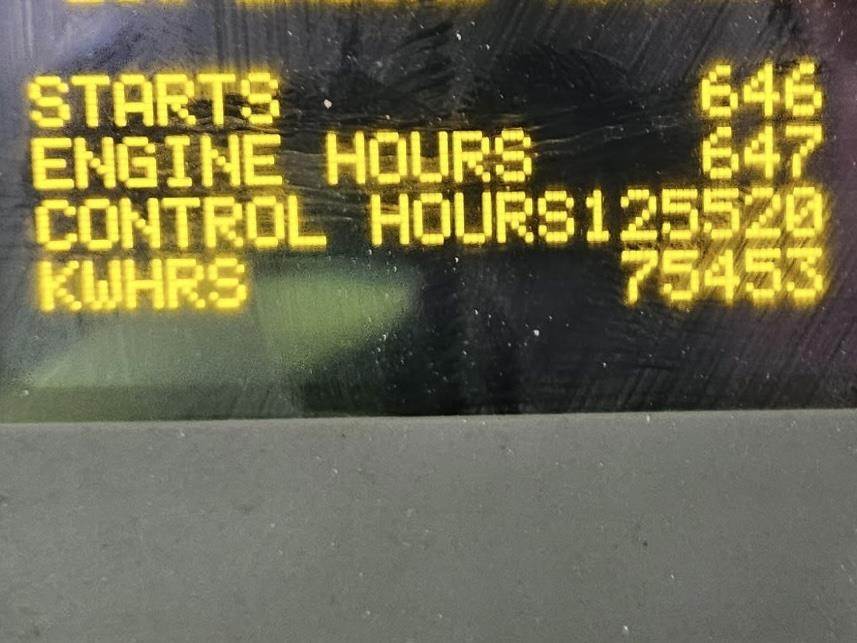 STARTS 646
ENGINE HOURS 647
CONTROL HOURS125520
KWHRS 75453